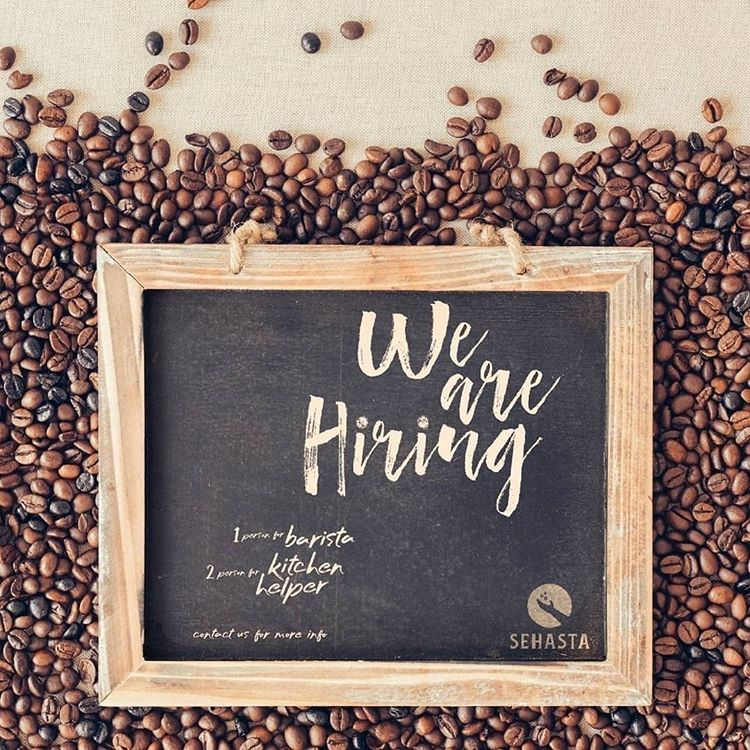 We
are
Hiring
1 person for barista
2 person for kitchen
helper
contact us for more info
SEHASTA